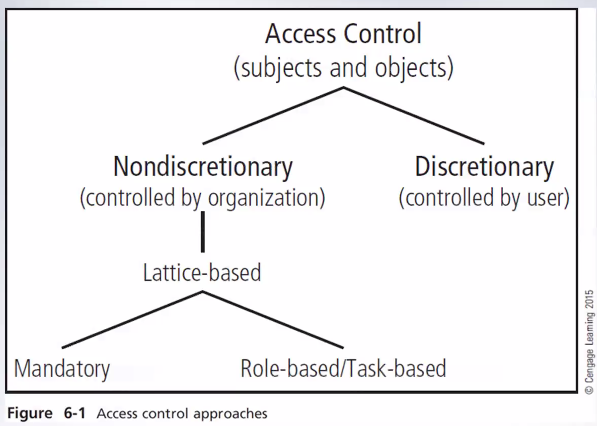 Access Control
(subjects and objects)
Nondiscretionary
(controlled by organization)
Discretionary
(controlled by user)
Lattice-based
Mandatory
Role-based/Task-based
© Cengage Learning 2015
Figure 6-1 Access control approaches